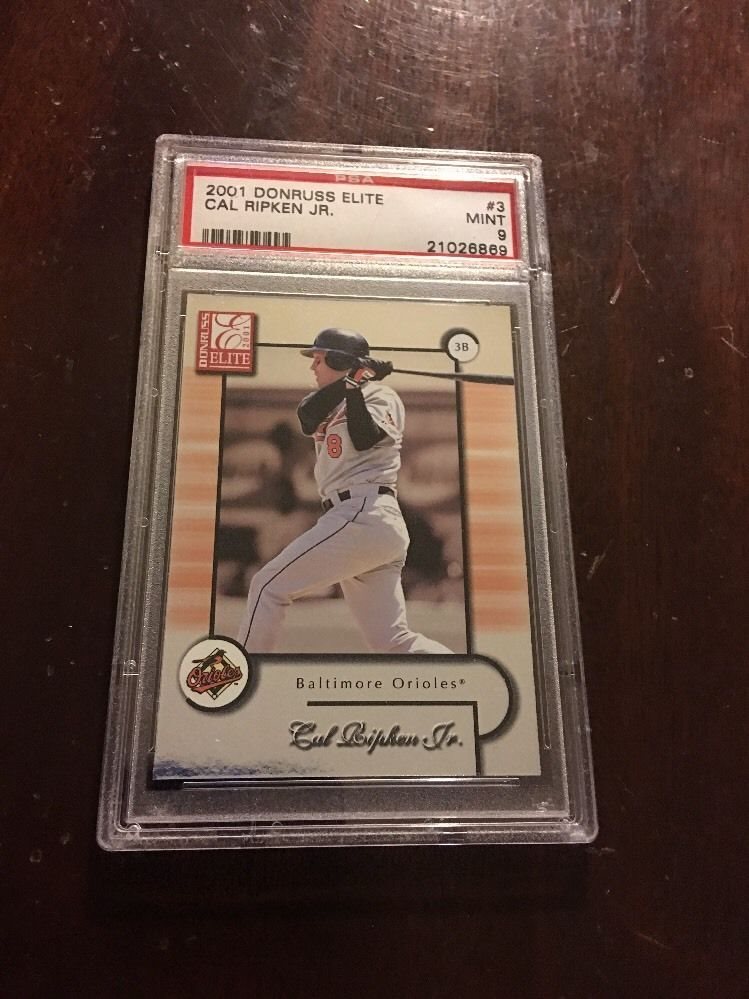 PSA
2001 DONRUSS ELITE #3
CAL RIPKEN JR. MINT
9
21026869
DONRUSS
E 2001
ELITE
3B
8
Orioles
Baltimore Orioles®
Cal Ripken Jr.